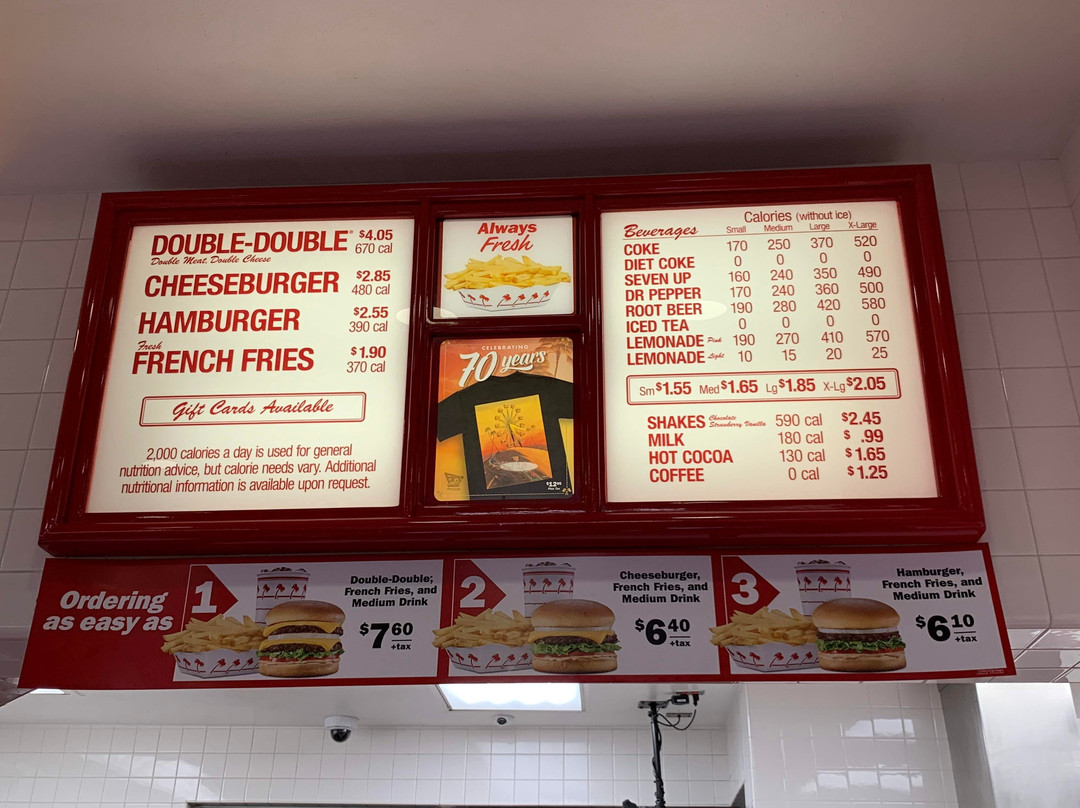 DOUBLE-DOUBLE® $4.05
Double Meat, Double Cheese 670 cal
CHEESEBURGER $2.85
480 cal
HAMBURGER $2.55
390 cal
Fresh
FRENCH FRIES $1.90
370 cal
Gift Cards Available
2,000 calories a day is used for general
nutrition advice, but calorie needs vary. Additional
nutritional information is available upon request.
Always
Fresh
CELEBRATING
70 years
$12.00
Calories (without ice)
Beverages Small Medium Large X-Large
COKE 170 250 370 520
DIET COKE 0 0 0 0
SEVEN UP 160 240 350 490
DR PEPPER 170 240 360 500
ROOT BEER 190 280 420 580
ICED TEA 0 0 0 0
LEMONADE Pink 190 270 410 570
LEMONADE Light 10 15 20 25
Sm $1.55 Med $1.65 Lg $1.85 X-Lg $2.05
SHAKES Chocolate Strawberry Vanilla 590 cal $2.45
MILK 180 cal $ .99
HOT COCOA 130 cal $1.65
COFFEE 0 cal $1.25
Ordering
as easy as
1
Double-Double,
French Fries, and
Medium Drink
$7.60
+tax
2
Cheeseburger,
French Fries, and
Medium Drink
$6.40
+tax
3
Hamburger,
French Fries, and
Medium Drink
$6.10
+tax